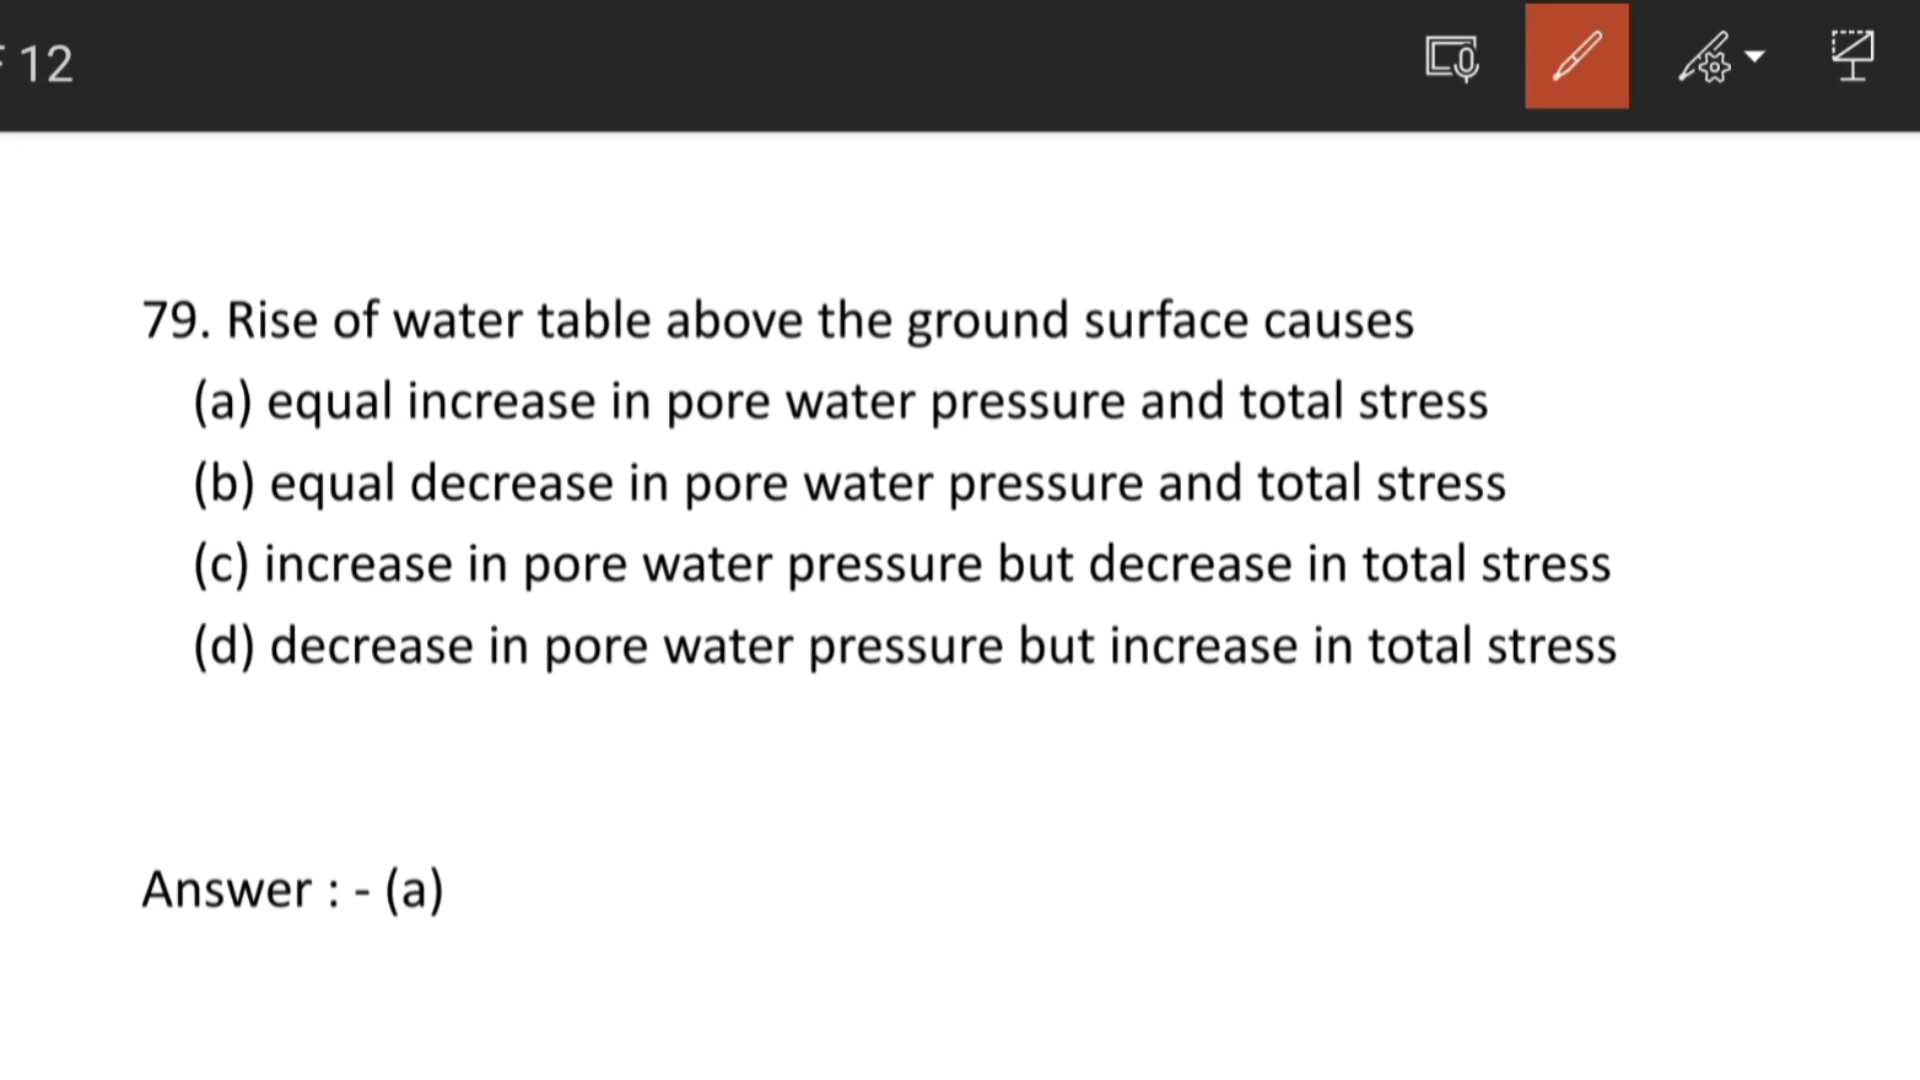 12
79. Rise of water table above the ground surface causes
(a) equal increase in pore water pressure and total stress
(b) equal decrease in pore water pressure and total stress
(c) increase in pore water pressure but decrease in total stress
(d) decrease in pore water pressure but increase in total stress
Answer : - (a)